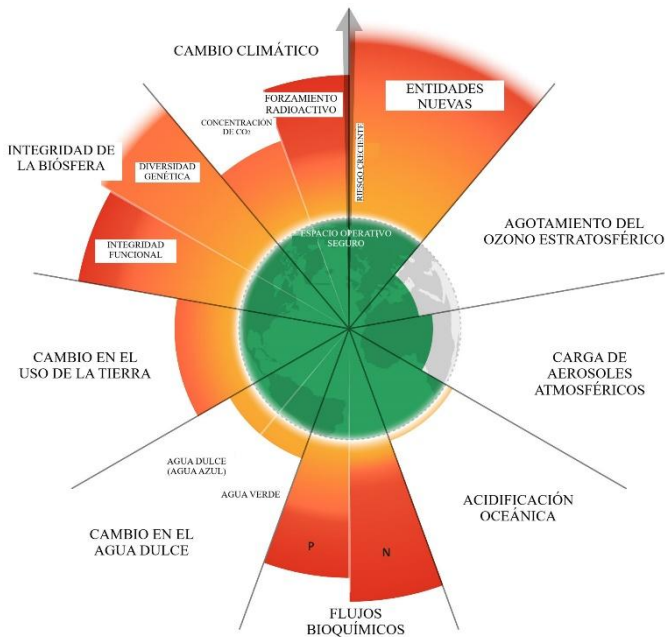 CAMBIO CLIMÁTICO
FORZAMIENTO
RADIOACTIVO
CONCENTRACIÓN
DE CO₂
RIESGO CRECIENTE
ENTIDADES
NUEVAS
INTEGRIDAD DE
LA BIÓSFERA
DIVERSIDAD
GENÉTICA
INTEGRIDAD
FUNCIONAL
ESPACIO OPERATIVO
SEGURO
AGOTAMIENTO DEL
OZONO ESTRATOSFÉRICO
CAMBIO EN EL
USO DE LA TIERRA
CARGA DE
AEROSOLES
ATMOSFÉRICOS
AGUA DULCE
(AGUA AZUL)
AGUA VERDE
CAMBIO EN EL
AGUA DULCE
P
N
ACIDIFICACIÓN
OCEÁNICA
FLUJOS
BIOQUÍMICOS